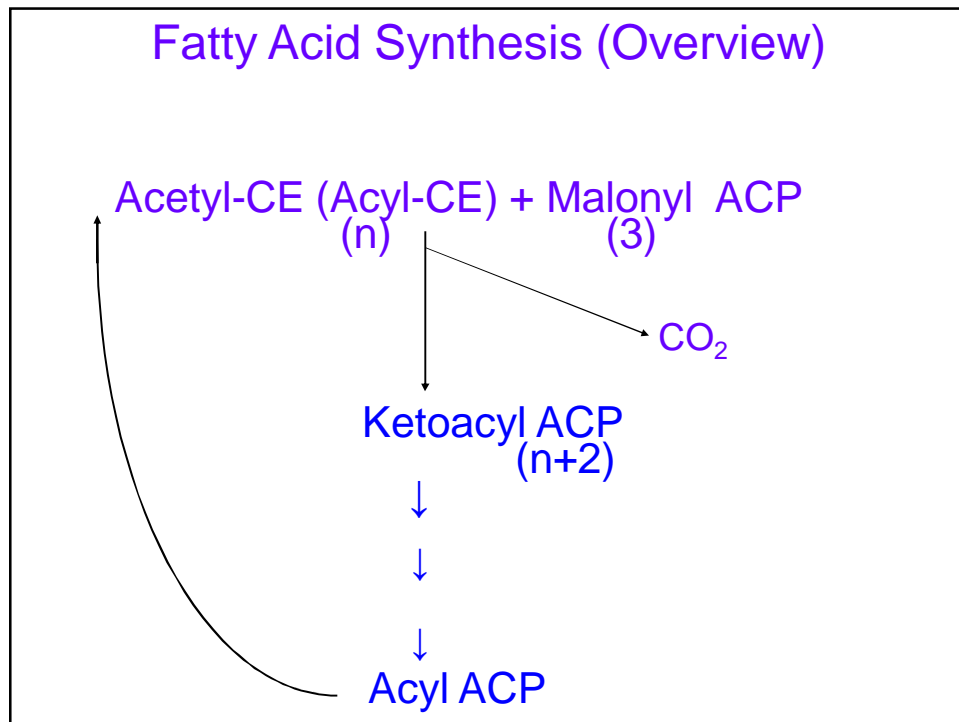 Fatty Acid Synthesis (Overview)
Acetyl-CE (Acyl-CE) + Malonyl ACP
(n) (3)
CO₂
Ketoacyl ACP
(n+2)
↓
↓
↓
Acyl ACP